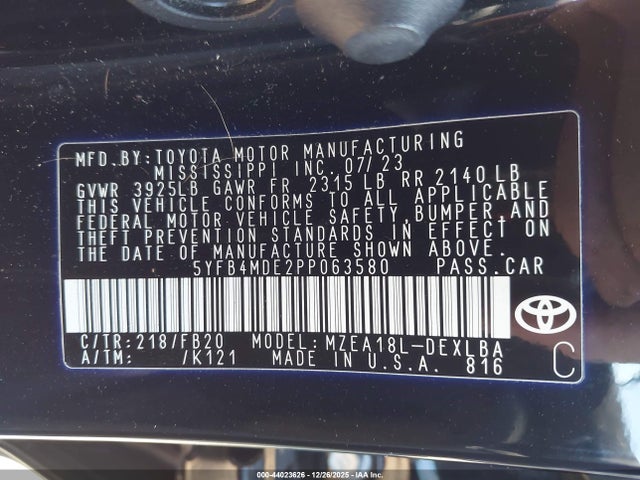 MFD.BY:TOYOTA MOTOR MANUFACTURING
MISSISSIPPI INC. 07/23
GVWR 3925LB GAWR FR 2315 LB RR 2140 LB
THIS VEHICLE CONFORMS TO ALL APPLICABLE
FEDERAL MOTOR VEHICLE SAFETY, BUMPER, AND
THEFT PREVENTION STANDARDS IN EFFECT ON
THE DATE OF MANUFACTURE SHOWN ABOVE.
5YFB4MDE2PP063580 PASS.CAR
C/TR:218/FB20 MODEL:MZEA18L-DEXLBA
A/TM: /K121 MADE IN U.S.A. 816
C
000-44023626 - 12/26/2025 - IAAI.COM